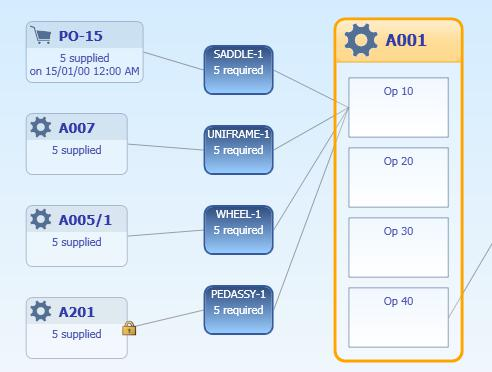 PO-15
5 supplied
on 15/01/00 12:00 AM
SADDLE-1
5 required
A007
5 supplied
UNIFRAME-1
5 required
A005/1
5 supplied
WHEEL-1
5 required
A201
5 supplied
PEDASSY-1
5 required
A001
Op 10
Op 20
Op 30
Op 40